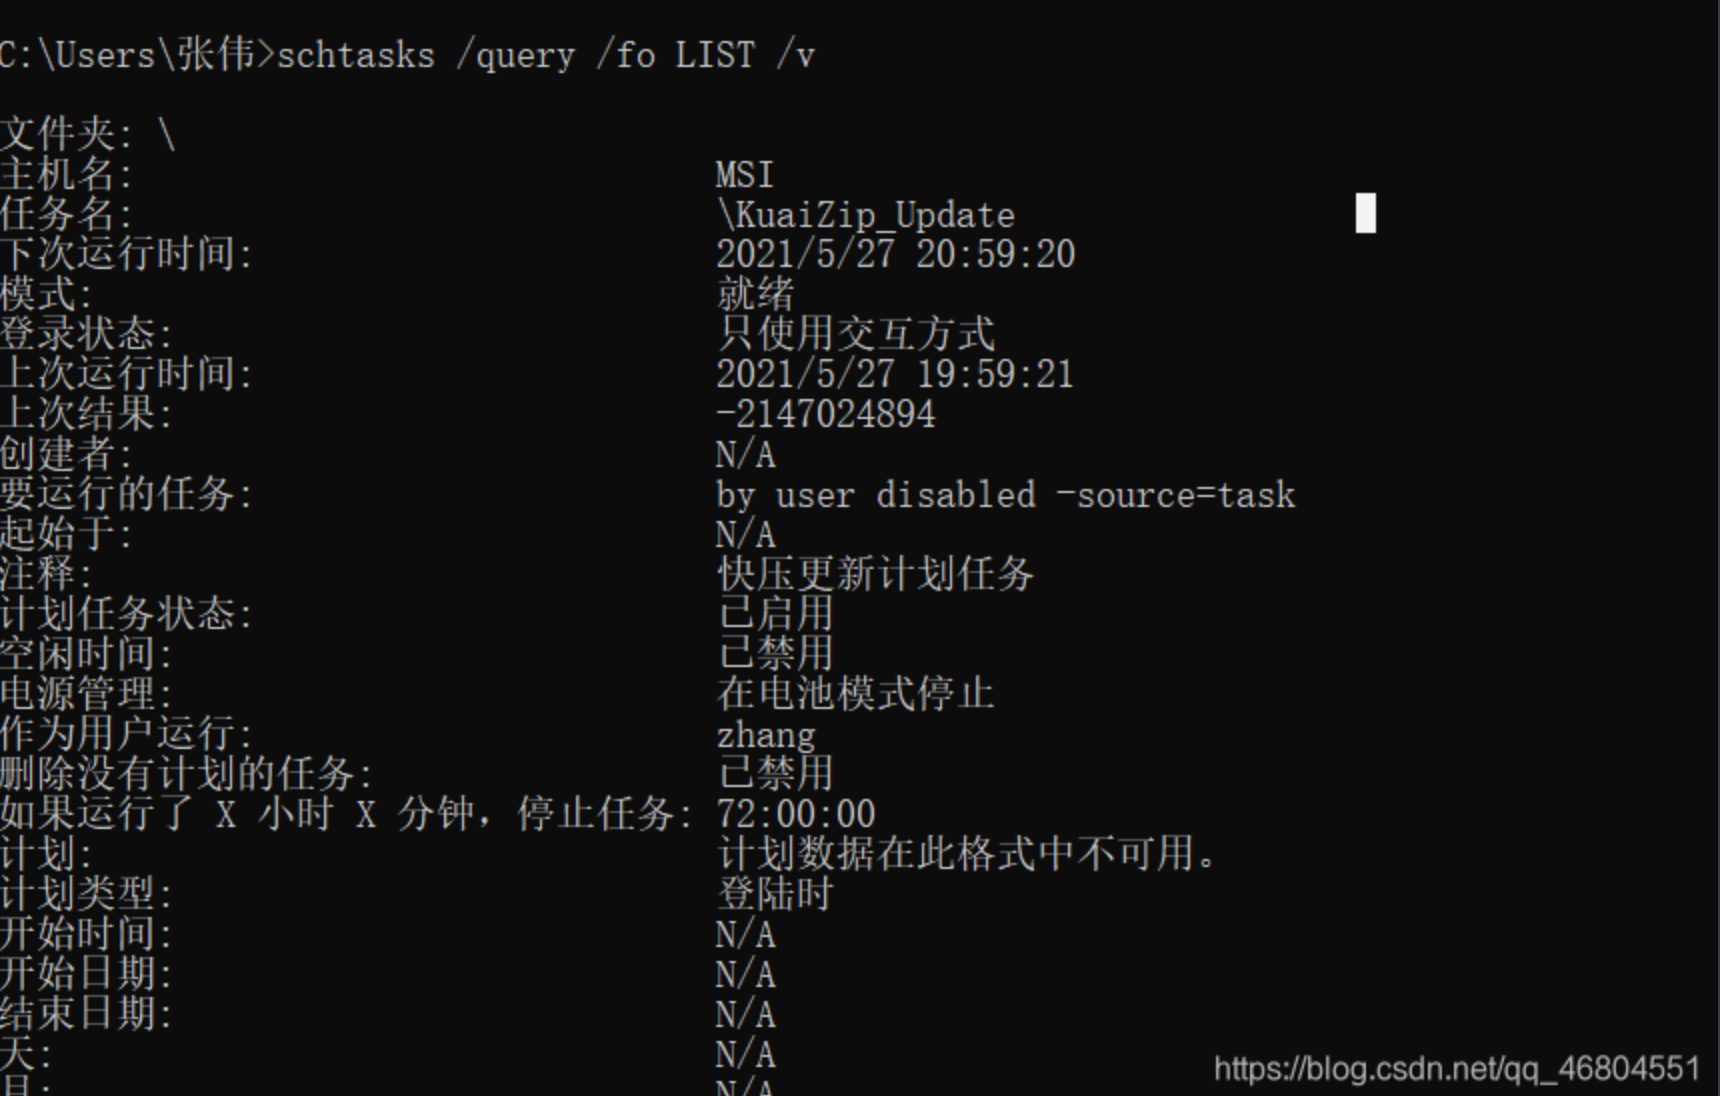 C:\Users\张伟>schtasks /query /fo LIST /v
文件夹: \
主机名: MSI
任务名: \KuaiZip_Update
下次运行时间: 2021/5/27 20:59:20
模式: 就绪
登录状态: 只使用交互方式
上次运行时间: 2021/5/27 19:59:21
上次结果: -2147024894
创建者: N/A
要运行的任务: by user disabled -source=task
起始于: N/A
注释: 快压更新计划任务
计划任务状态: 已启用
空闲时间: 已禁用
电源管理: 在电池模式停止
作为用户运行: zhang
删除没有计划的任务: 已禁用
如果运行了 X 小时 X 分钟，停止任务: 72:00:00
计划: 计划数据在此格式中不可用。
计划类型: 登陆时
开始时间: N/A
开始日期: N/A
结束日期: N/A
天: N/A
月: N/A
https://blog.csdn.net/qq_46804551